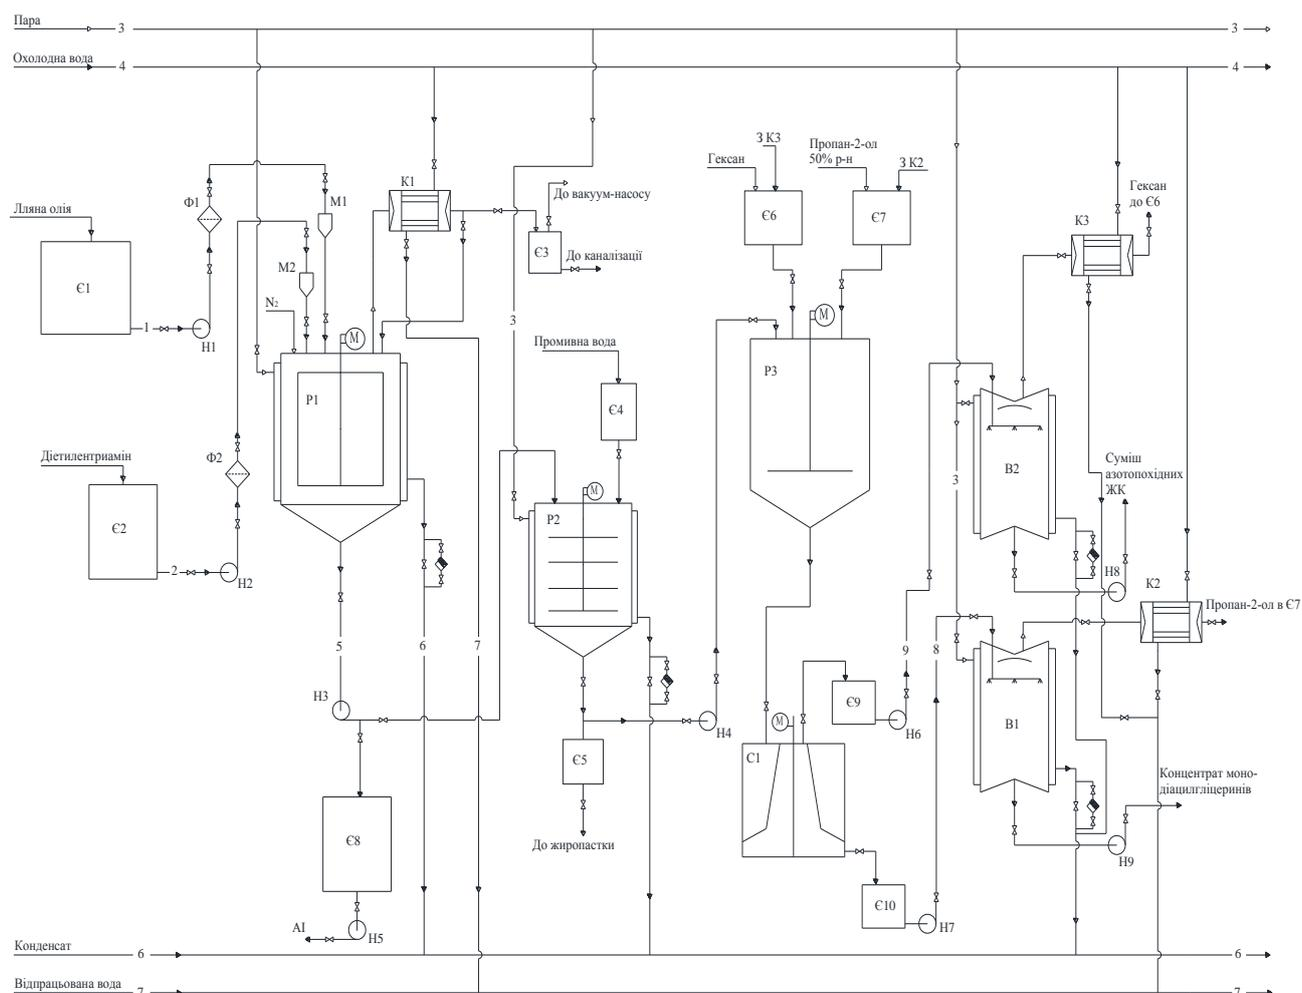 Пара
3
3
Охолодна вода
4
4
З К3
Гексан
Пропан-2-ол
50% р-н
З К2
К1
До вакуум-насосу
Гексан
до Є6
Ф1
М1
Лляна олія
Є6
Є7
К3
Є3
До каналізації
М2
Є1
N₂
1
Н1
3
М
М
Промивна вода
Р3
Р1
Є4
Ф2
Діетилентриамін
Суміш
азотопохідних
ЖК
В2
3
М
Р2
Є2
2
Н2
Н8
К2
Пропан-2-ол в Є7
5
6
7
9
8
Н3
Є9
М
Н4
Н6
В1
С1
Є5
Концентрат моно-
діацилгліцеринів
Є8
До жиропастки
Н9
Є10
АІ
Н5
Н7
Конденсат
6
6
Відпрацьована вода
7
7